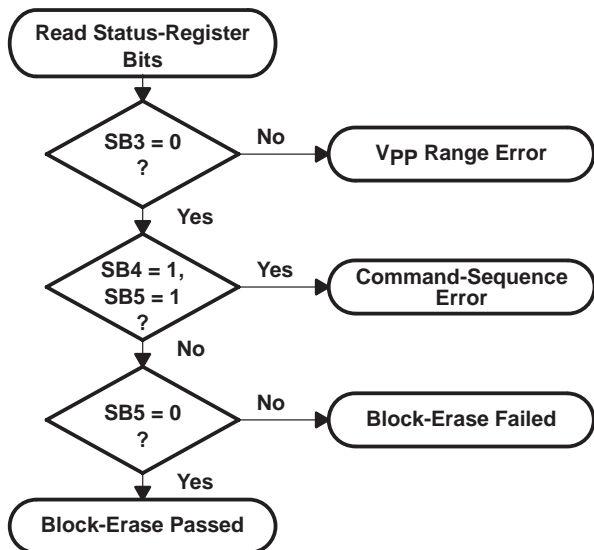 Read Status-Register
Bits
SB3 = 0
?
No
VPP Range Error
Yes
SB4 = 1,
SB5 = 1
?
Yes
Command-Sequence
Error
No
SB5 = 0
?
No
Block-Erase Failed
Yes
Block-Erase Passed